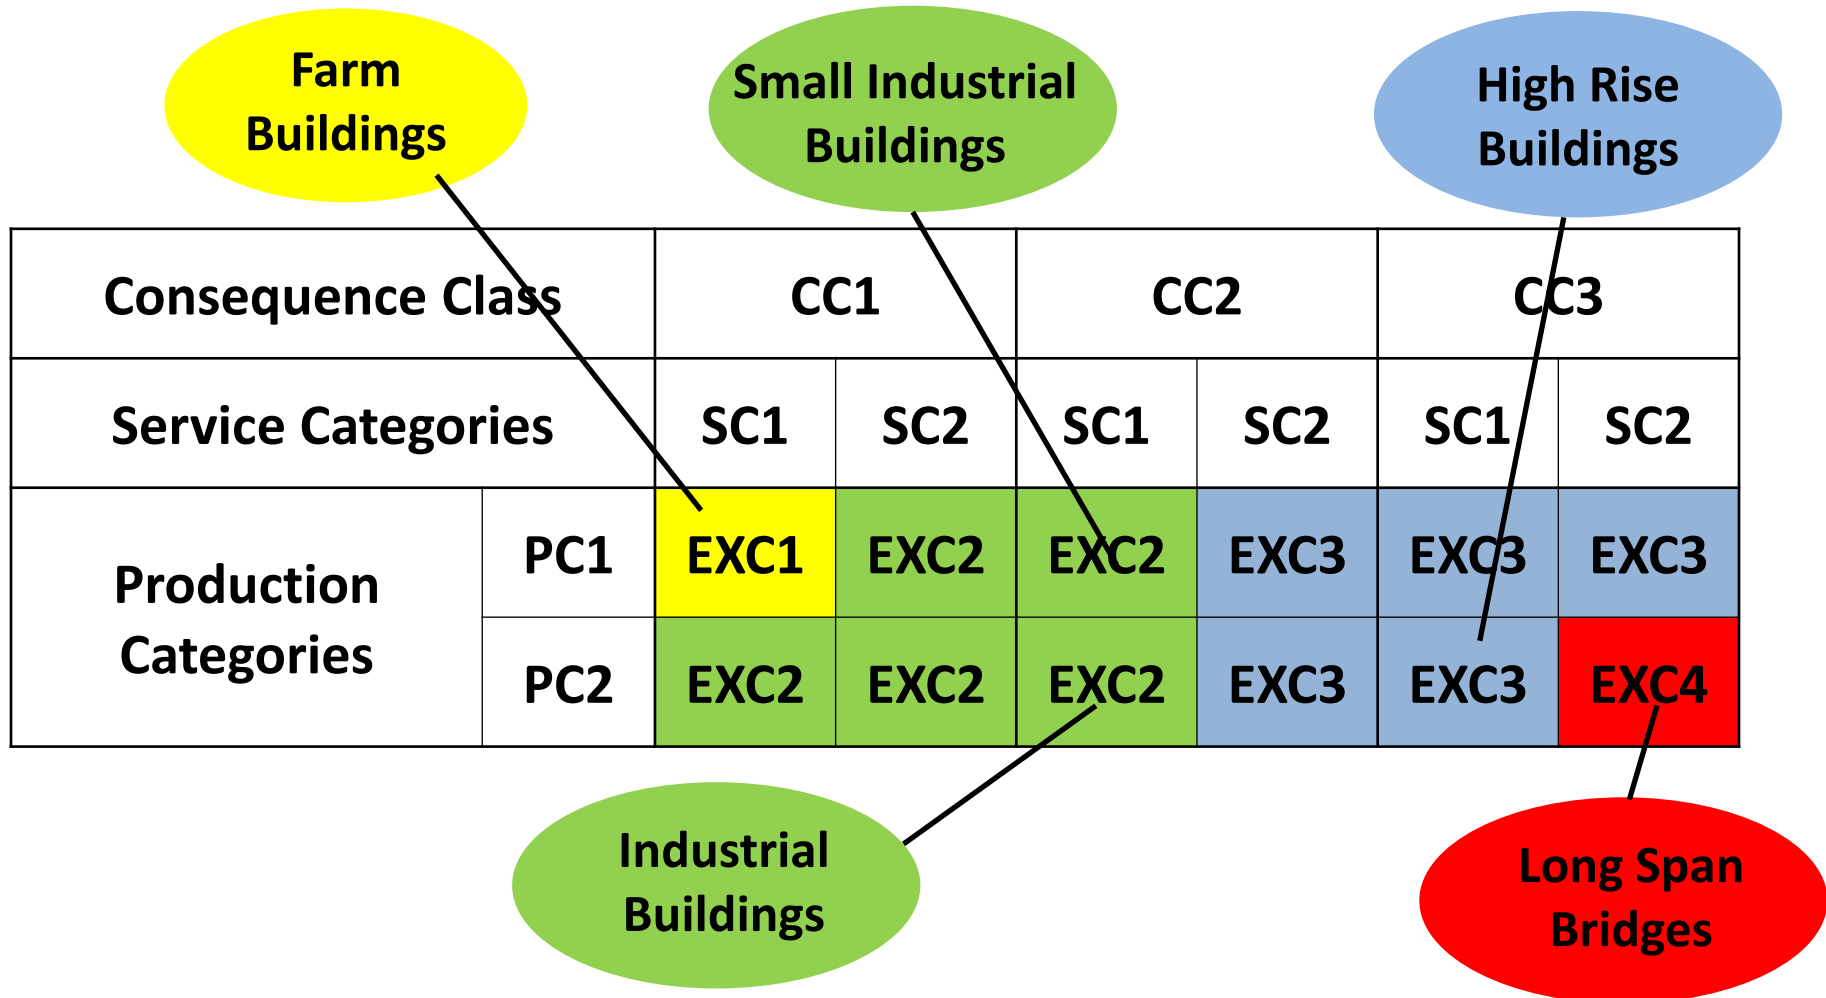 Farm
Buildings
Small Industrial
Buildings
High Rise
Buildings
Consequence Class CC1 CC2 CC3
Service Categories SC1 SC2 SC1 SC2 SC1 SC2
Production
Categories
PC1 EXC1 EXC2 EXC2 EXC3 EXC3 EXC3
PC2 EXC2 EXC2 EXC2 EXC3 EXC3 EXC4
Industrial
Buildings
Long Span
Bridges